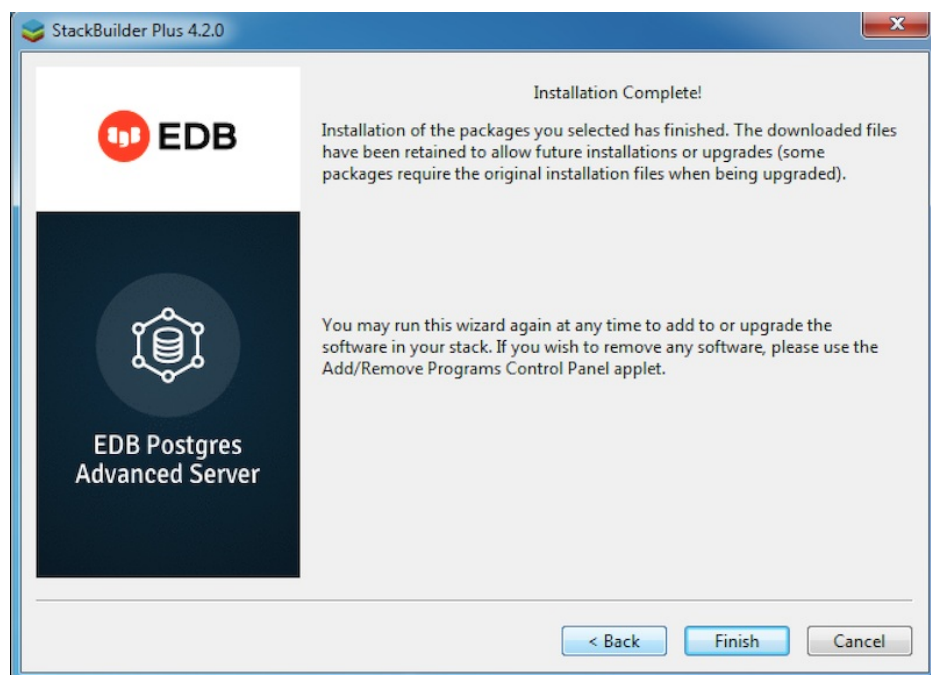 StackBuilder Plus 4.2.0
EDB
EDB Postgres
Advanced Server
Installation Complete!
Installation of the packages you selected has finished. The downloaded files
have been retained to allow future installations or upgrades (some
packages require the original installation files when being upgraded).
You may run this wizard again at any time to add to or upgrade the
software in your stack. If you wish to remove any software, please use the
Add/Remove Programs Control Panel applet.
< Back
Finish
Cancel